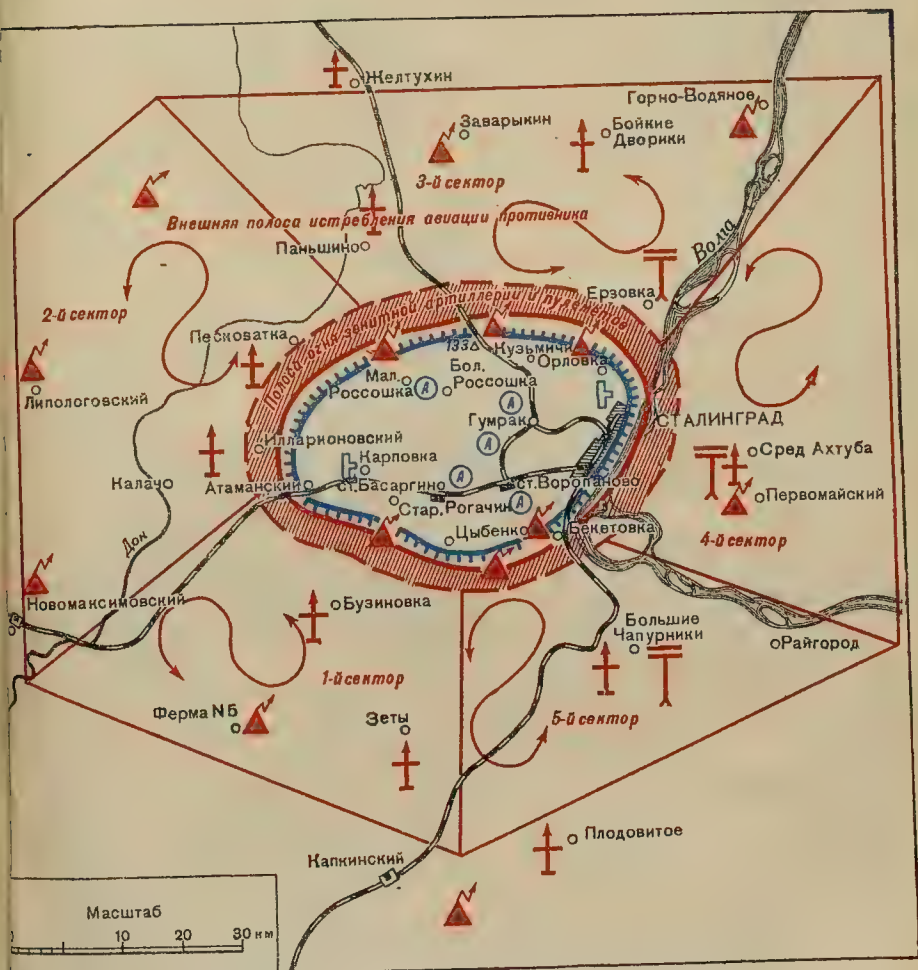 Желтухин
Заварыкин
Бойкие
Дворики
Горно-Водяное
3-й сектор
Внешняя полоса истребления авиации противника
Паньшино
Волга
2-й сектор
Ерзовка
Полоса огня зенитной артиллерии и пулеметов
Песковатка
133
Кузьмичи
Орловка
Липологовский
Мал.
Россошка
А
Бол.
Россошка
А
Гумрак
СТАЛИНГРАД
Илларионовский
Карповка
А
Сред Ахтуба
Калач
Атаманский
ст.Басаргино
А
ст.Воропаново
Первомайский
Стар.Рогачик
А
Дон
Цыбенко
Бекетовка
4-й сектор
Новомаксимовский
Бузиновка
Большие
Чапурники
Райгород
1-й сектор
Ферма №5
Зеты
5-й сектор
Плодовитое
Капкинский
Масштаб
0 10 20 30 км